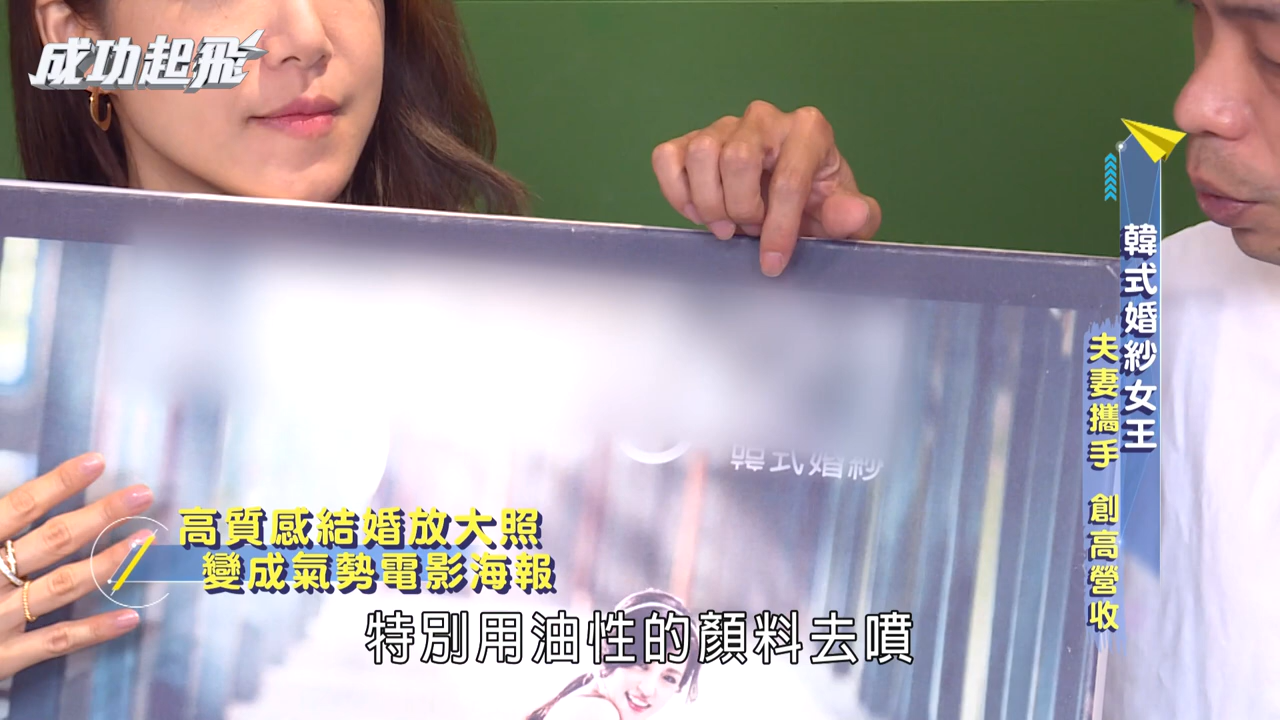 成功起飛
韓式婚紗女王
夫妻攜手 創高營收
韓式婚紗
高質感結婚放大照
變成氣勢電影海報
特別用油性的顏料去噴